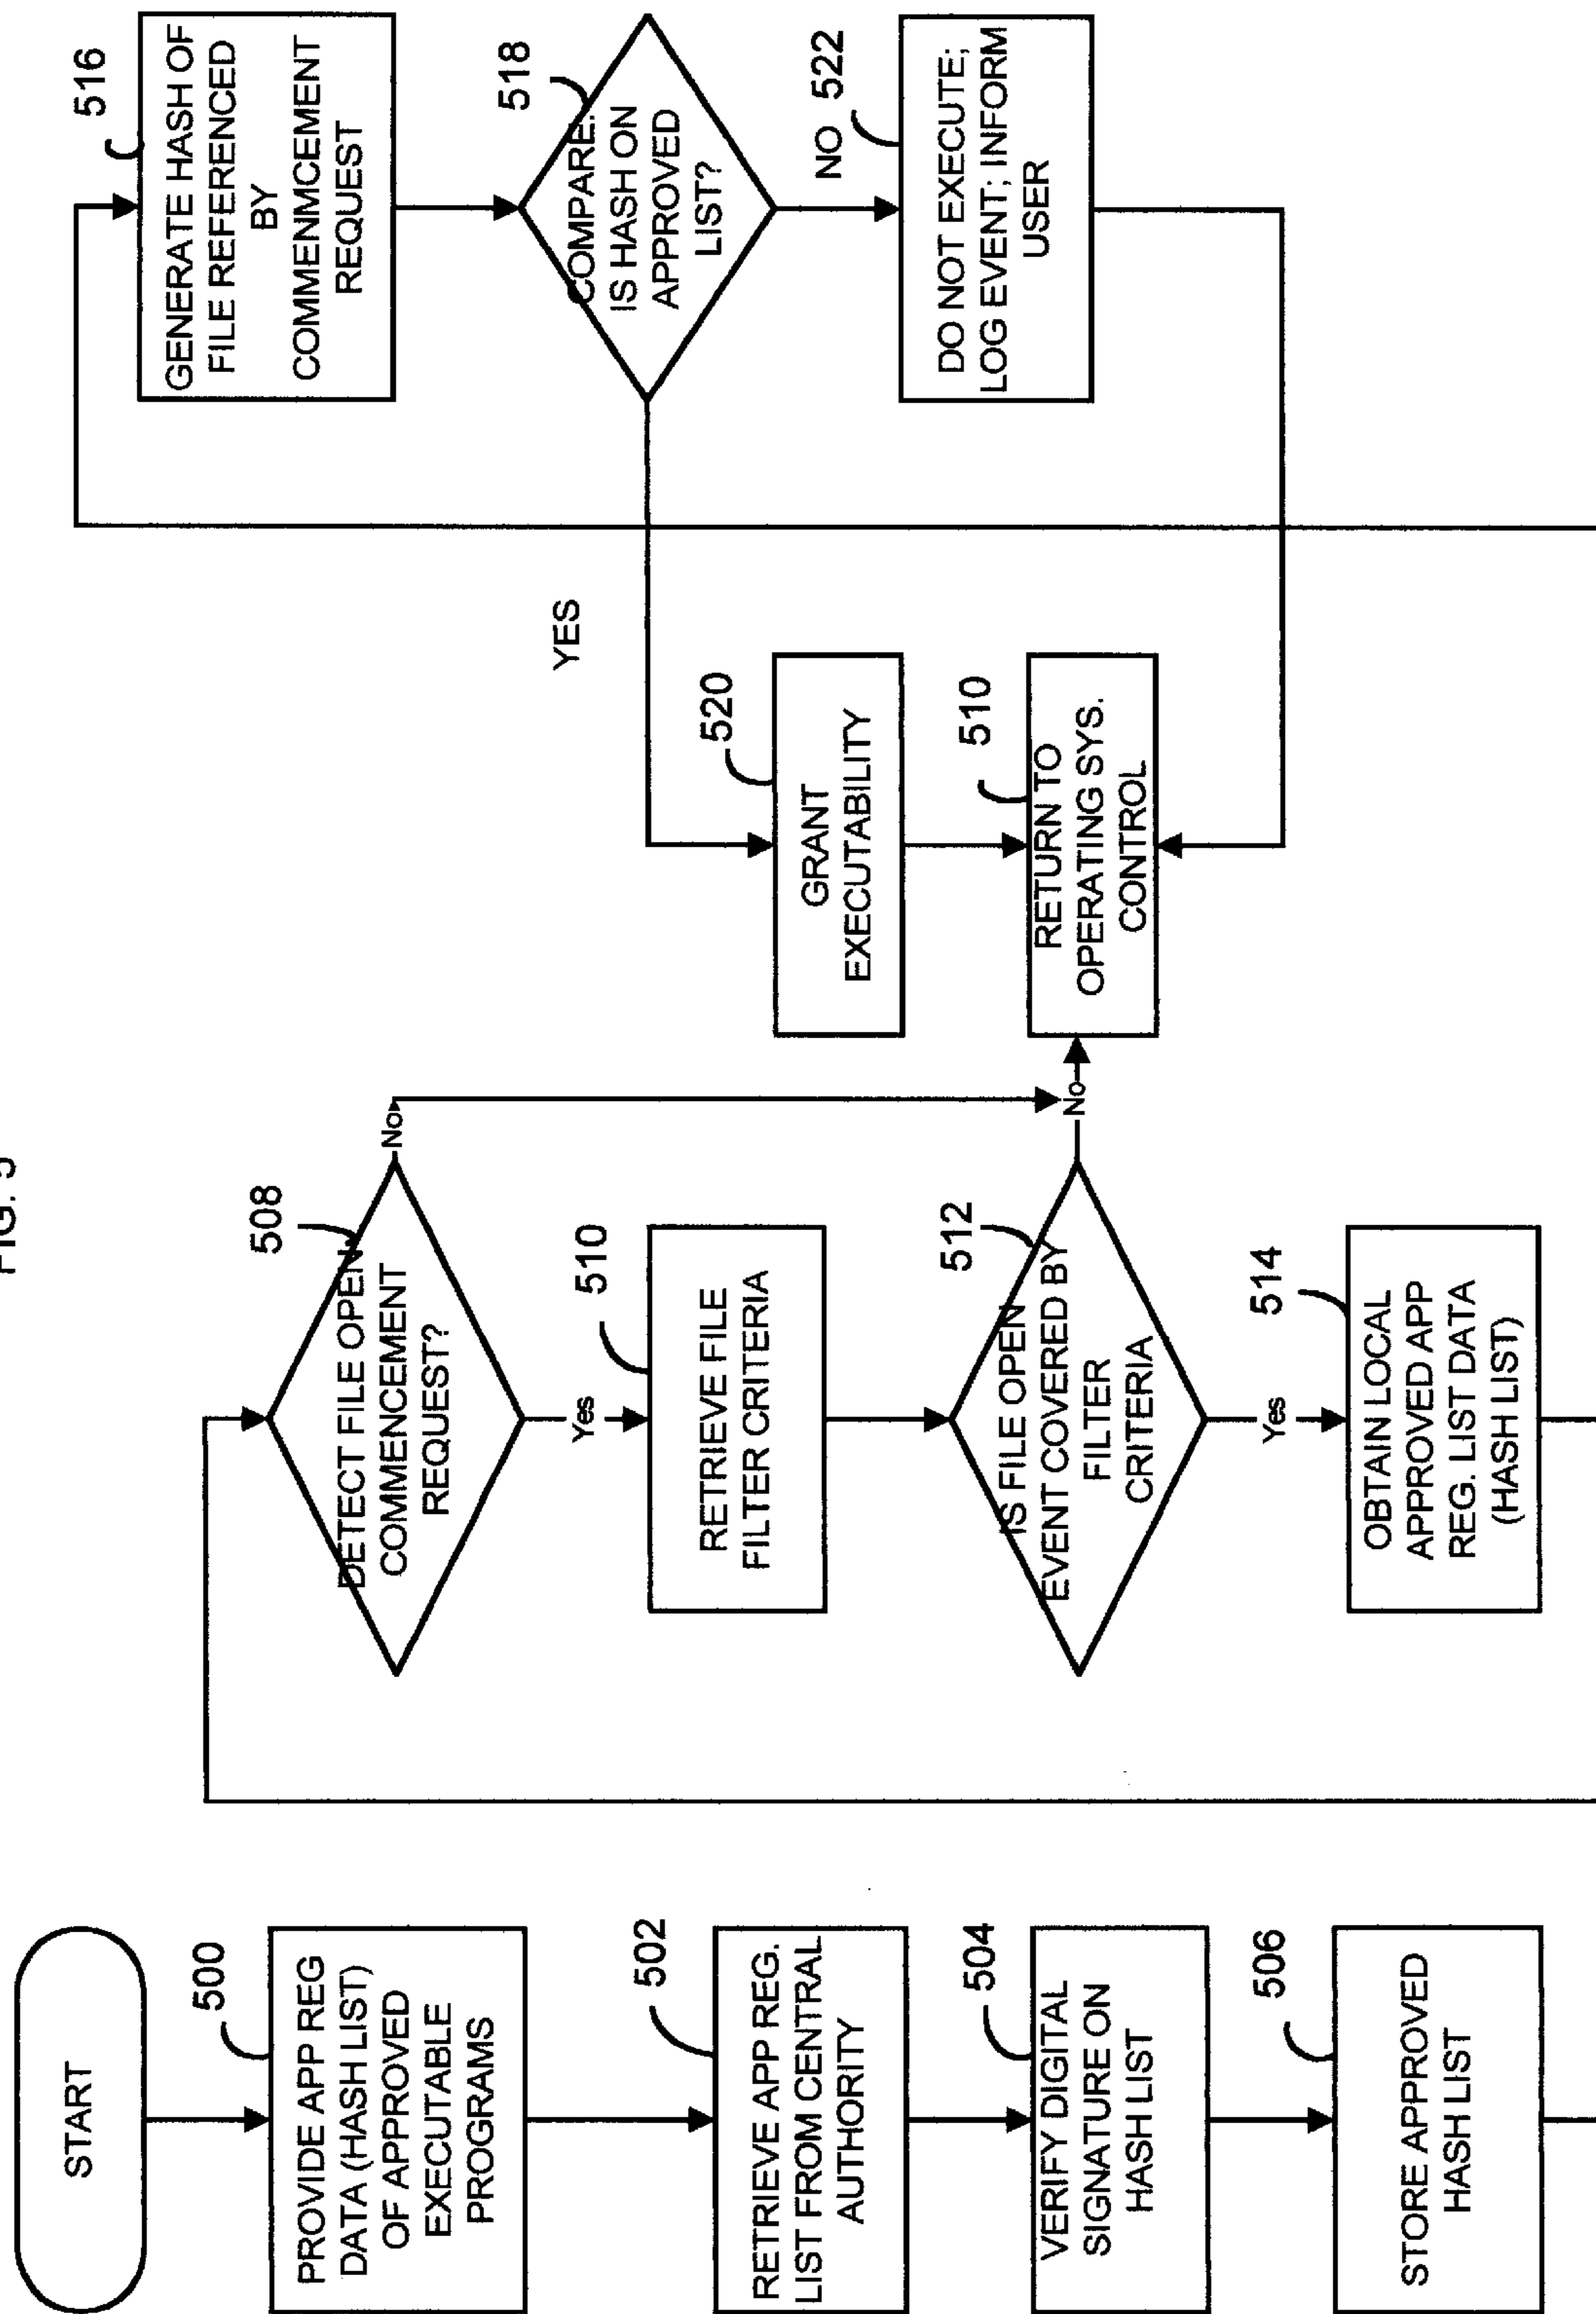 FIG. 5
START
500
PROVIDE APP REG
DATA (HASH LIST)
OF APPROVED
EXECUTABLE
PROGRAMS
502
RETRIEVE APP REG.
LIST FROM CENTRAL
AUTHORITY
504
VERIFY DIGITAL
SIGNATURE ON
HASH LIST
506
STORE APPROVED
HASH LIST
508
DETECT FILE OPEN
COMMENCEMENT
REQUEST?
No
Yes
510
RETRIEVE FILE
FILTER CRITERIA
512
IS FILE OPEN
EVENT COVERED BY
FILTER
CRITERIA
No
Yes
514
OBTAIN LOCAL
APPROVED APP
REG. LIST DATA
(HASH LIST)
516
GENERATE HASH OF
FILE REFERENCED
BY
COMMENMCEMENT
REQUEST
518
COMPARE:
IS HASH ON
APPROVED
LIST?
YES
NO
520
GRANT
EXECUTABILITY
510
RETURN TO
OPERATING SYS.
CONTROL
522
DO NOT EXECUTE;
LOG EVENT; INFORM
USER